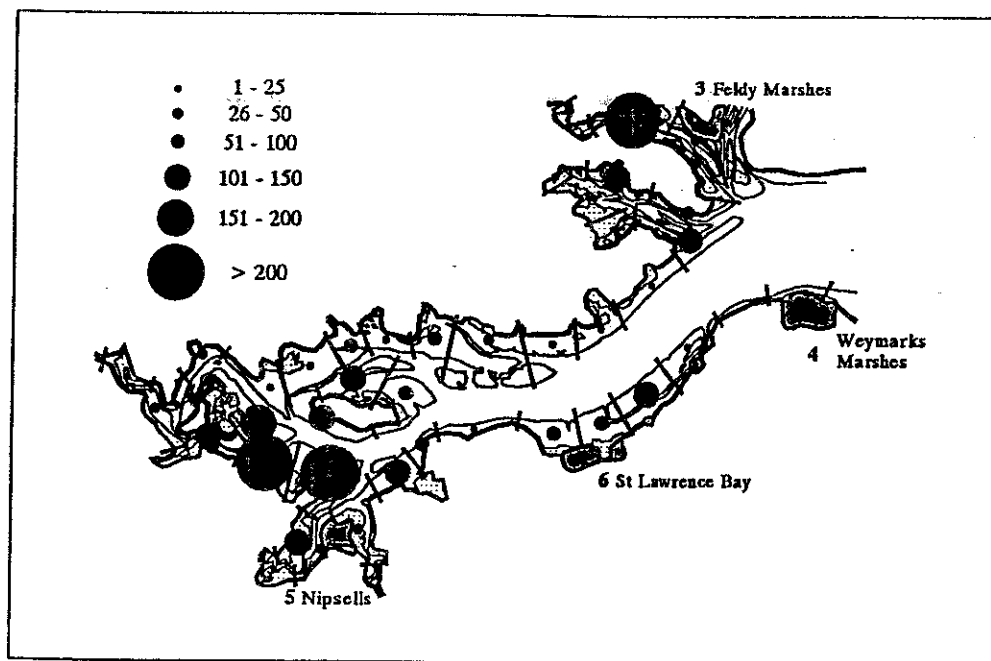 1 - 25
26 - 50
51 - 100
101 - 150
151 - 200
> 200
3 Feldy Marshes
4 Weymarks
Marshes
6 St Lawrence Bay
5 Nipsells